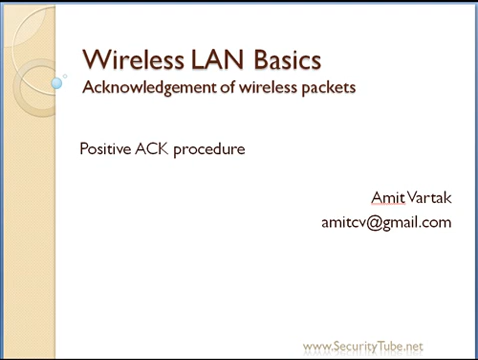 Wireless LAN Basics
Acknowledgement of wireless packets
Positive ACK procedure
Amit Vartak
amitcv@gmail.com
www.SecurityTube.net